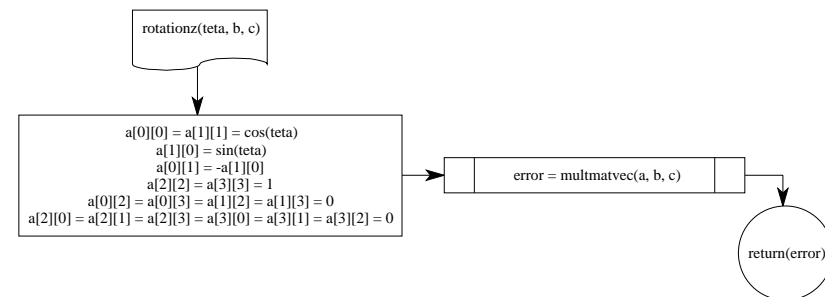 rotationz(teta, b, c)
a[0][0] = a[1][1] = cos(teta)
a[1][0] = sin(teta)
a[0][1] = -a[1][0]
a[2][2] = a[3][3] = 1
a[0][2] = a[0][3] = a[1][2] = a[1][3] = 0
a[2][0] = a[2][1] = a[2][3] = a[3][0] = a[3][1] = a[3][2] = 0
error = multmatvec(a, b, c)
return(error)